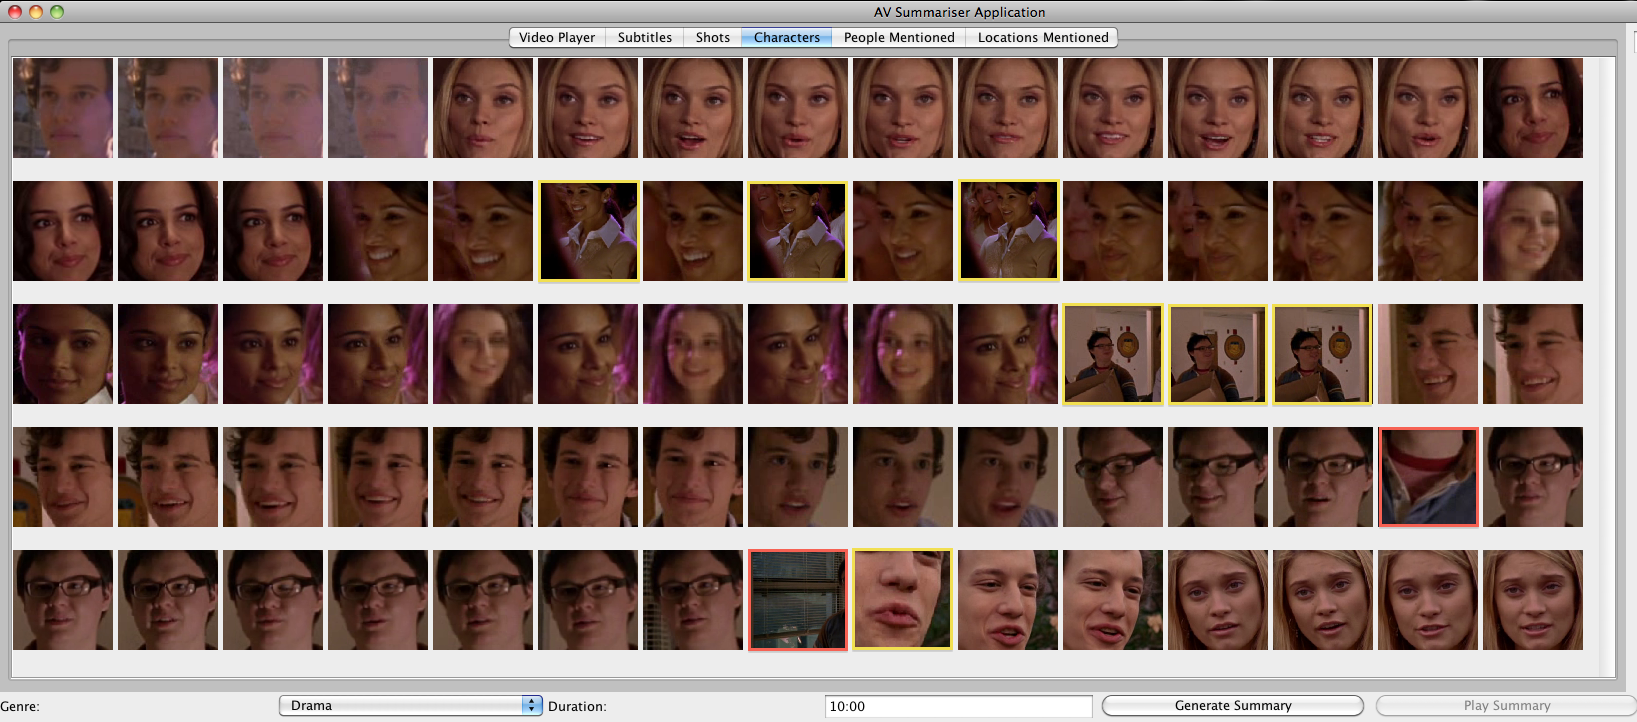 AV Summariser Application
Video Player Subtitles Shots Characters People Mentioned Locations Mentioned
Genre: Drama Duration: 10:00 Generate Summary Play Summary